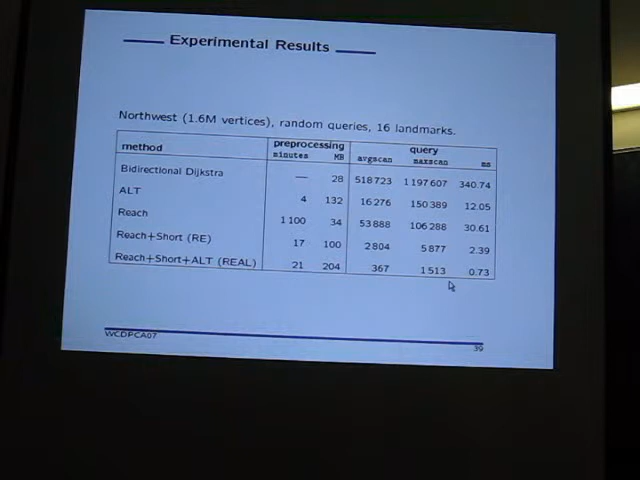 Experimental Results
Northwest (1.6M vertices), random queries, 16 landmarks.
method preprocessing query
minutes MB avgscan maxscan ms
Bidirectional Dijkstra — 28 518 723 1 197 607 340.74
ALT 4 132 16 276 150 389 12.05
Reach 1 100 34 53 888 106 288 30.61
Reach+Short (RE) 17 100 2 804 5 877 2.39
Reach+Short+ALT (REAL) 21 204 367 1 513 0.73
WCDPCA07 39